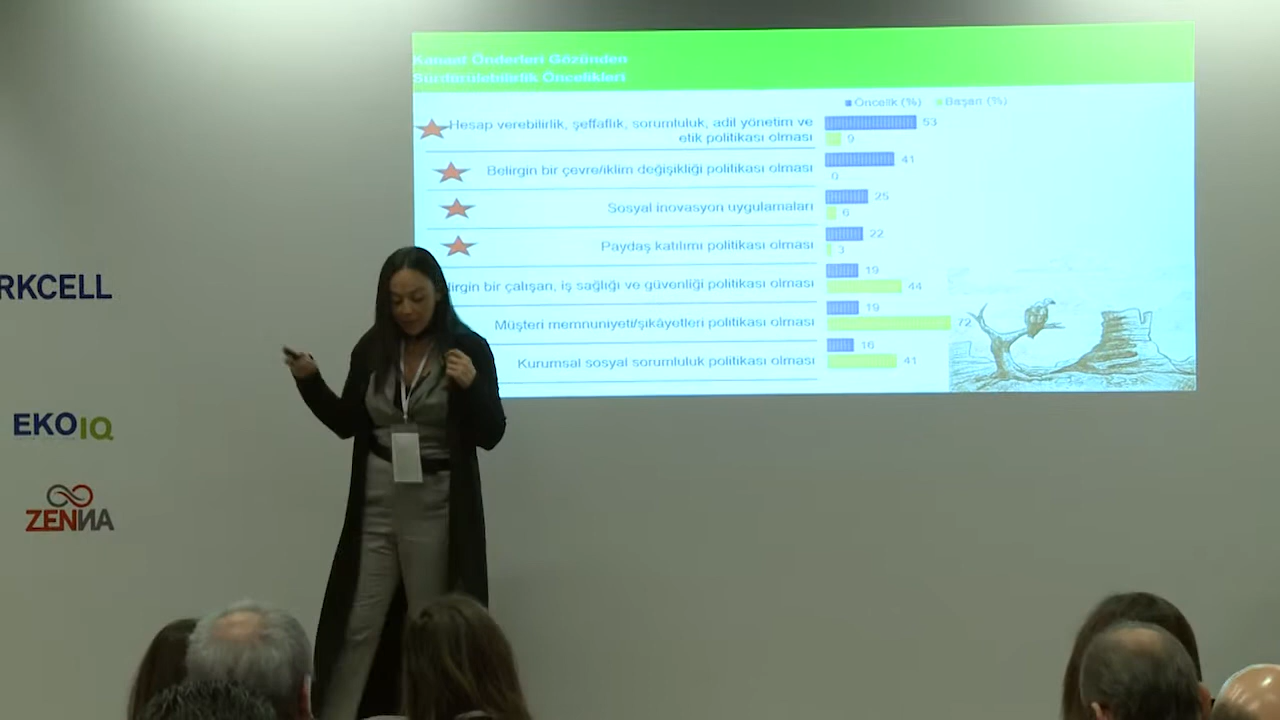 Kanaat Önderleri Gözünden
Sürdürülebilirlik Öncelikleri
Öncelik (%) Başarı (%)
Hesap verebilirlik, şeffaflık, sorumluluk, adil yönetim ve
etik politikası olması
53
9
Belirgin bir çevre/iklim değişikliği politikası olması
41
0
Sosyal inovasyon uygulamaları
25
6
Paydaş katılımı politikası olması
22
3
lirgin bir çalışan, iş sağlığı ve güvenliği politikası olması
19
44
Müşteri memnuniyeti/şikâyetleri politikası olması
19
72
Kurumsal sosyal sorumluluk politikası olması
16
41
RKCELL
EKOIQ
ZENNA